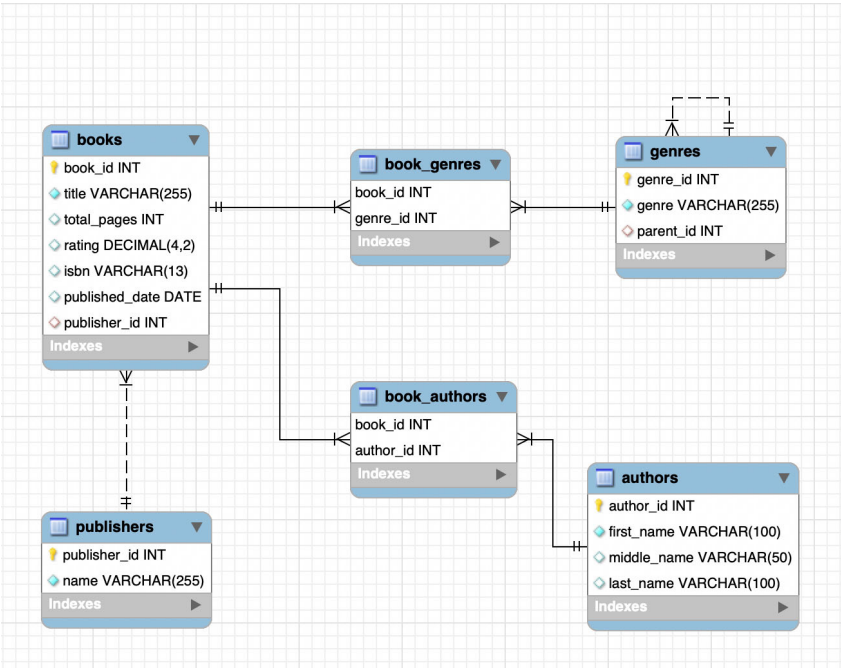 books
book_id INT
title VARCHAR(255)
total_pages INT
rating DECIMAL(4,2)
isbn VARCHAR(13)
published_date DATE
publisher_id INT
Indexes
book_genres
book_id INT
genre_id INT
Indexes
genres
genre_id INT
genre VARCHAR(255)
parent_id INT
Indexes
book_authors
book_id INT
author_id INT
Indexes
publishers
publisher_id INT
name VARCHAR(255)
Indexes
authors
author_id INT
first_name VARCHAR(100)
middle_name VARCHAR(50)
last_name VARCHAR(100)
Indexes